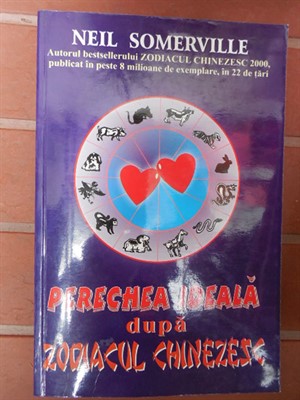 NEIL SOMERVILLE
Autorul bestsellerului ZODIACUL CHINEZESC 2000,
publicat în peste 8 milioane de exemplare, în 22 de țări
PERECHEA IDEALĂ
după
ZODIACUL CHINEZESC